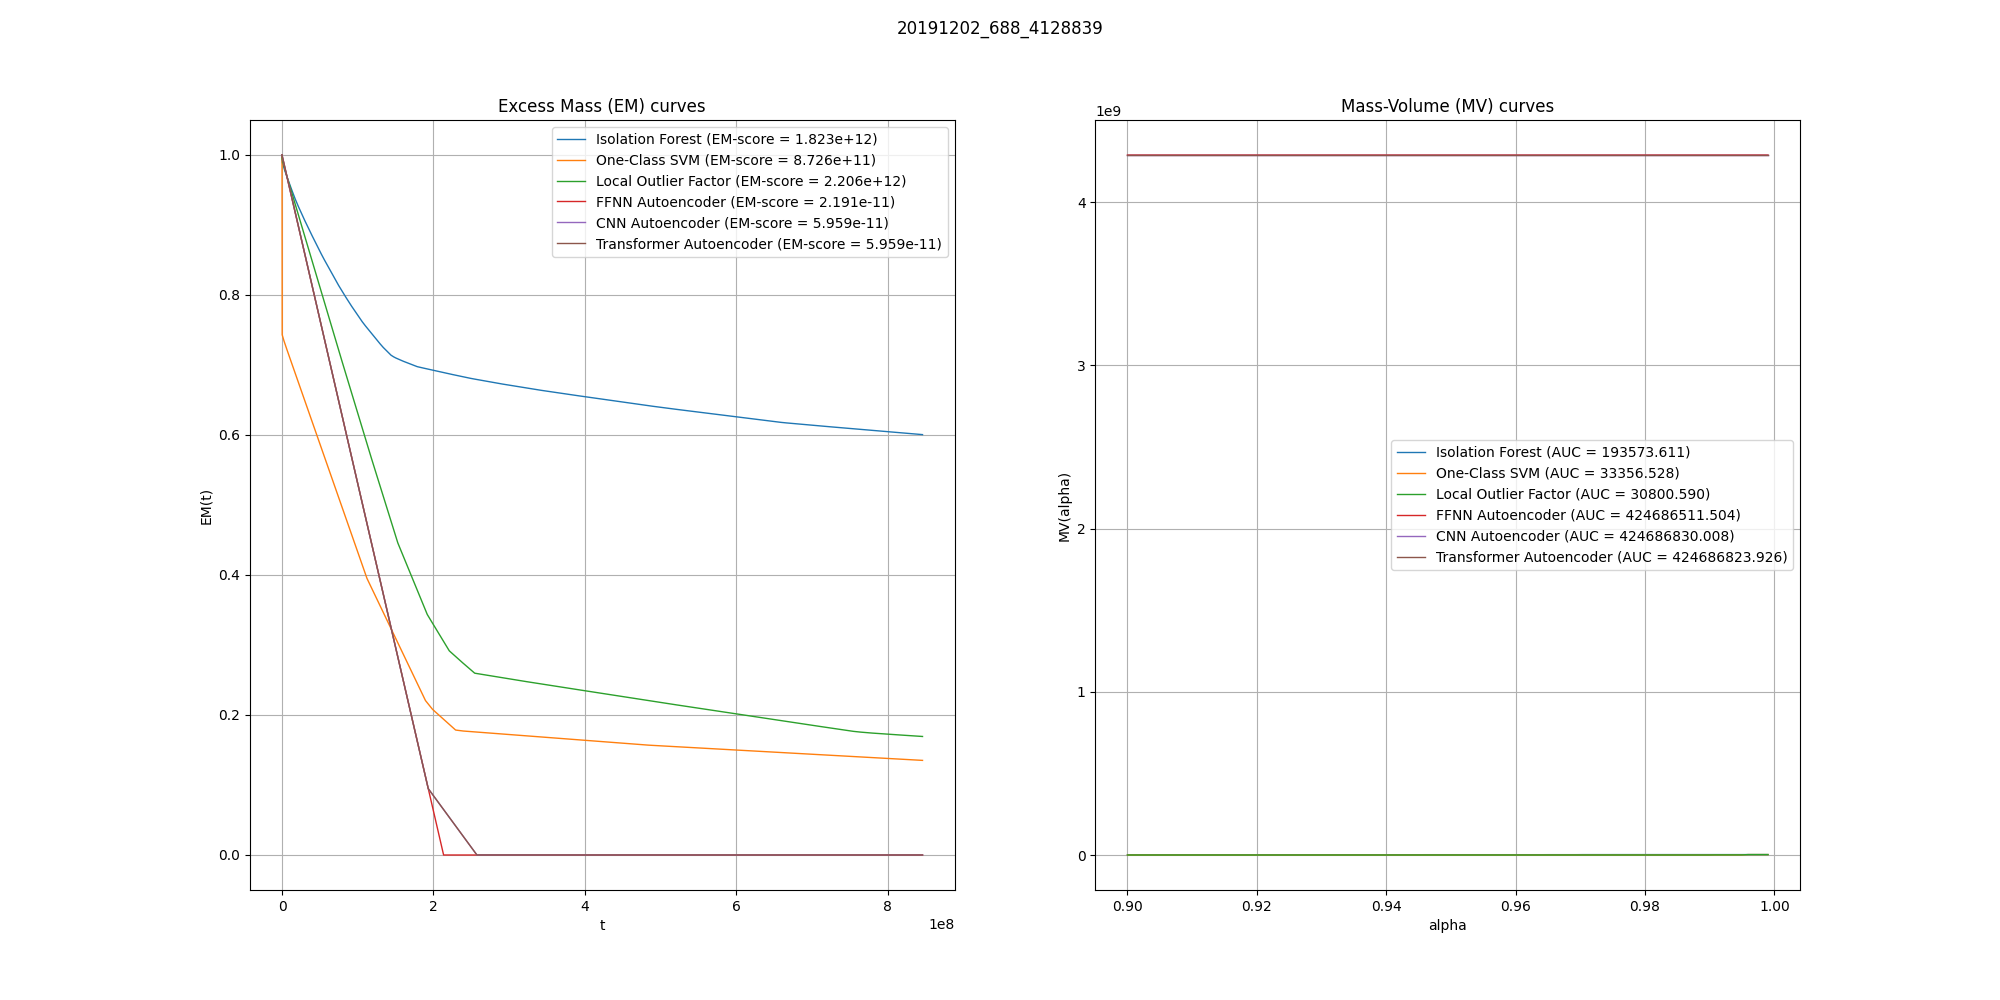 20191202_688_4128839
Excess Mass (EM) curves
Isolation Forest (EM-score = 1.823e+12)
One-Class SVM (EM-score = 8.726e+11)
Local Outlier Factor (EM-score = 2.206e+12)
FFNN Autoencoder (EM-score = 2.191e-11)
CNN Autoencoder (EM-score = 5.959e-11)
Transformer Autoencoder (EM-score = 5.959e-11)
1.0
0.8
0.6
0.4
0.2
0.0
EM(t)
0 2 4 6 8
1e8
t
Mass-Volume (MV) curves
1e9
4
3
2
1
0
MV(alpha)
Isolation Forest (AUC = 193573.611)
One-Class SVM (AUC = 33356.528)
Local Outlier Factor (AUC = 30800.590)
FFNN Autoencoder (AUC = 424686511.504)
CNN Autoencoder (AUC = 424686830.008)
Transformer Autoencoder (AUC = 424686823.926)
0.90 0.92 0.94 0.96 0.98 1.00
alpha